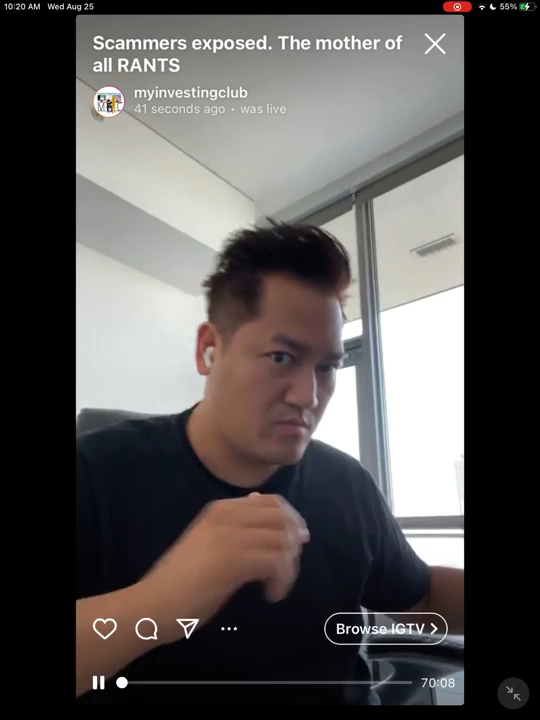 10:20 AM Wed Aug 25
55%
Scammers exposed. The mother of
all RANTS
myinvestingclub
41 seconds ago • was live
Browse IGTV
70:08